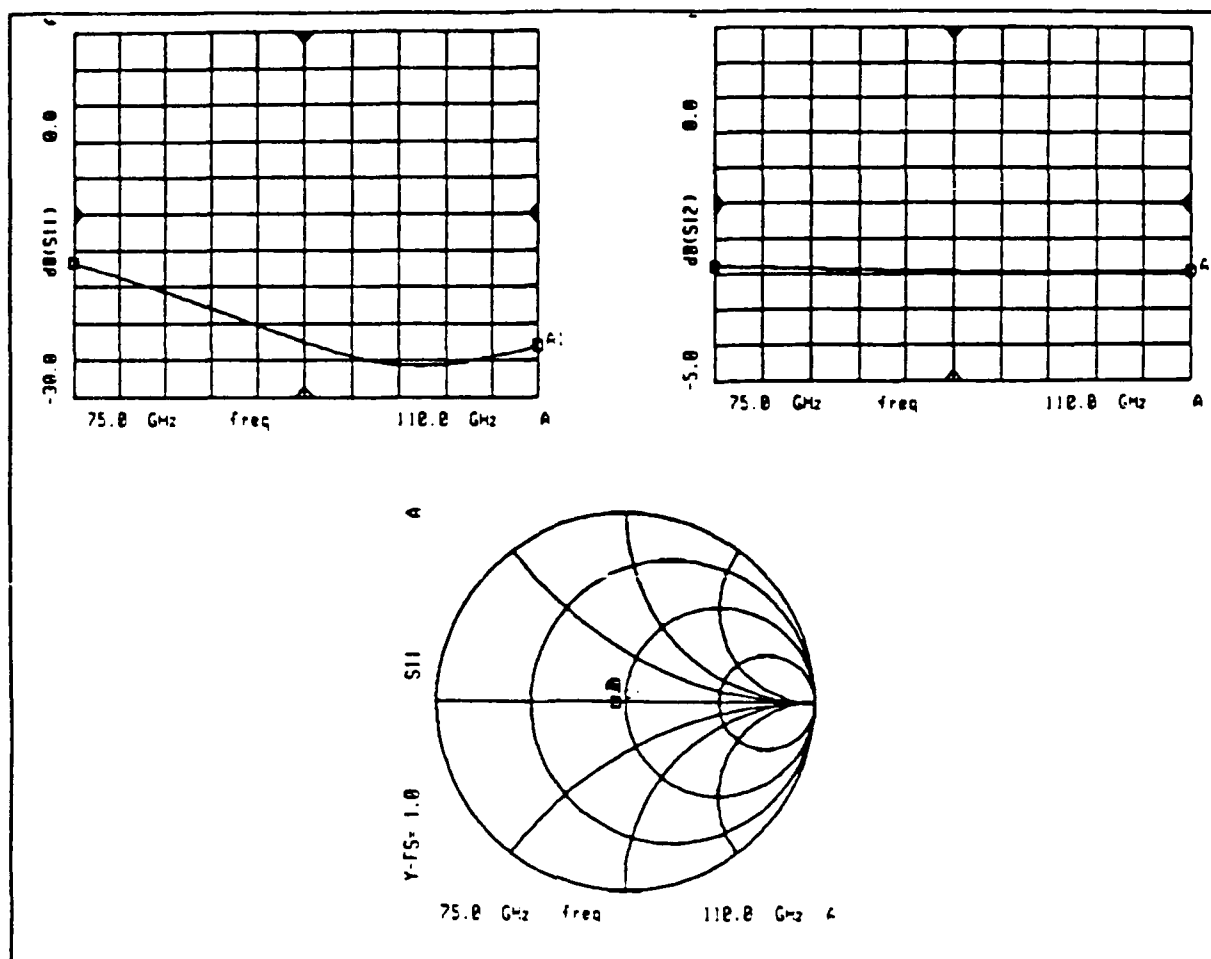 0.0
dB(S11)
-30.0
75.0 GHz freq 110.0 GHz A
A1
0.0
dB(S12)
-5.0
75.0 GHz freq 110.0 GHz A
A
A
S11
Y-FS= 1.0
75.0 GHz freq 110.0 GHz A